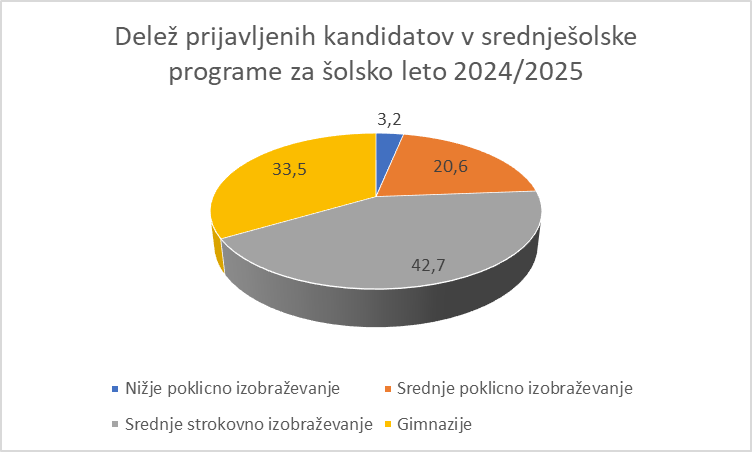 Delež prijavljenih kandidatov v srednješolske
programe za šolsko leto 2024/2025
3,2
20,6
33,5
42,7
Nižje poklicno izobraževanje
Srednje poklicno izobraževanje
Srednje strokovno izobraževanje
Gimnazije